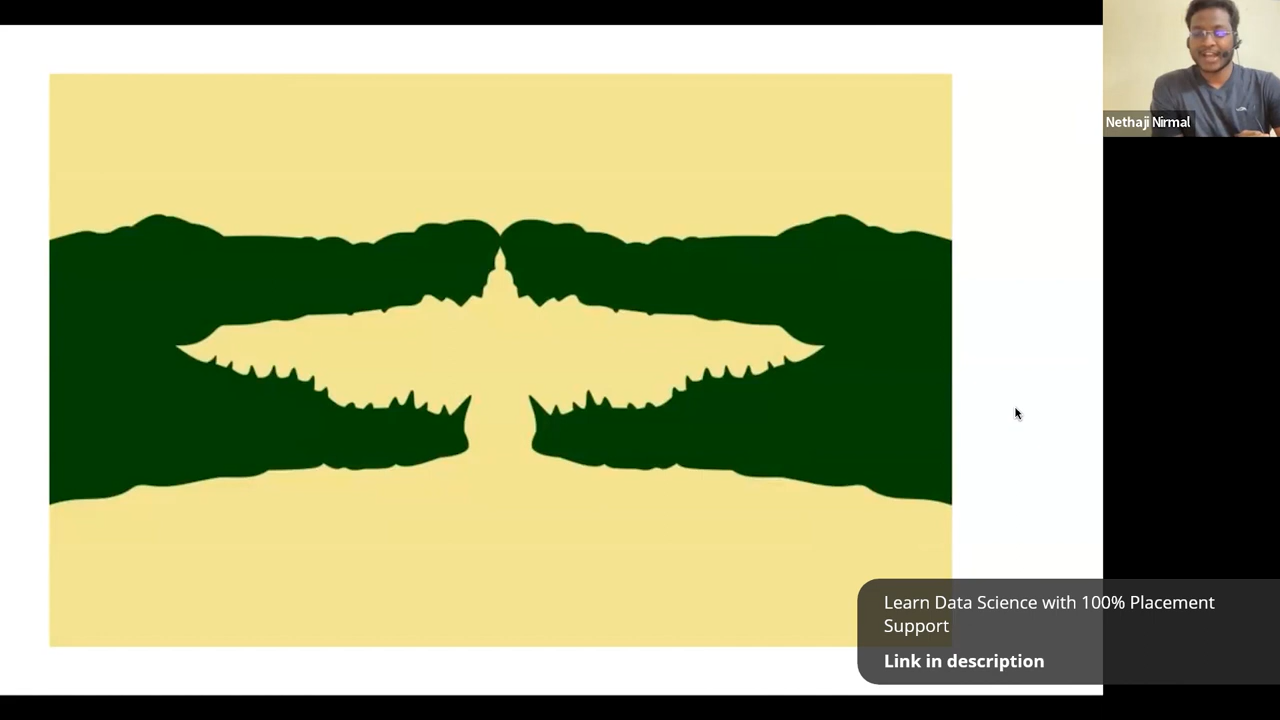 Nethaji Nirmal
Learn Data Science with 100% Placement
Support
Link in description